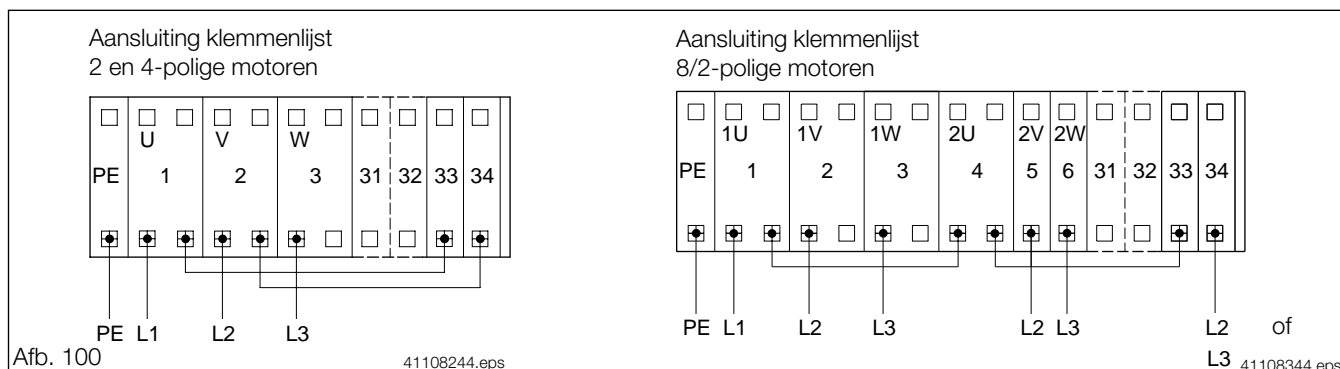 Aansluiting klemmenlijst
2 en 4-polige motoren
U V W
PE 1 2 3 31 32 33 34
PE L1 L2 L3
Afb. 100
41108244.eps
Aansluiting klemmenlijst
8/2-polige motoren
1U 1V 1W 2U 2V 2W
PE 1 2 3 4 5 6 31 32 33 34
PE L1 L2 L3 L2 L3 L2 of
L3
41108344.eps